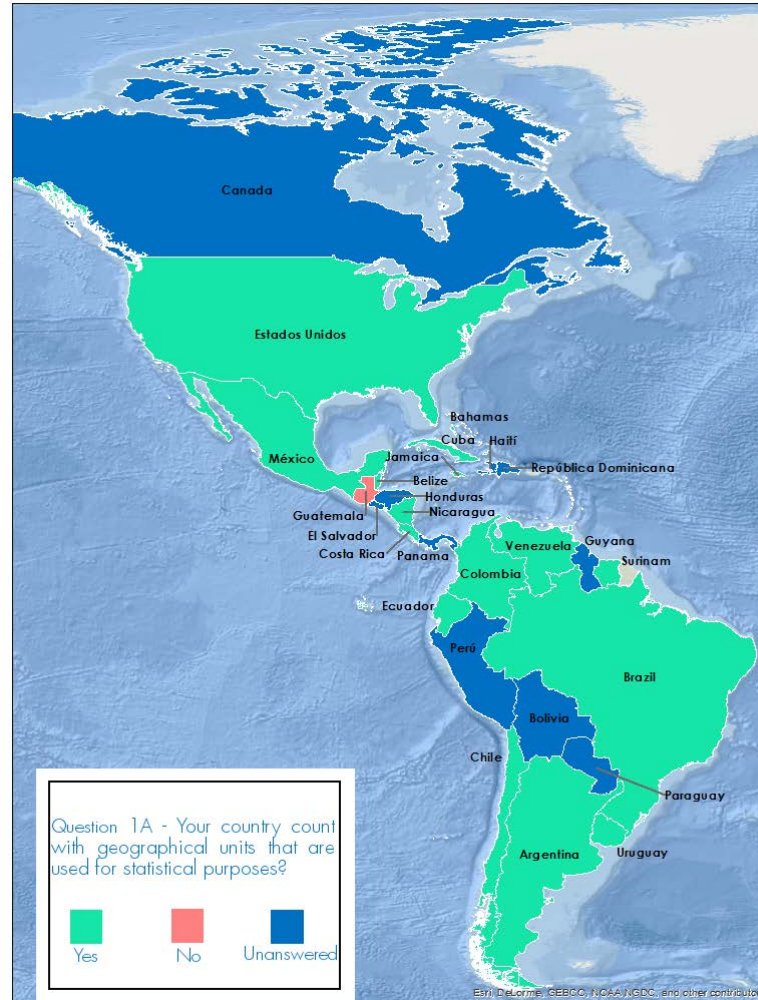 Canada
Estados Unidos
Bahamas
Cuba
Haití
México
Jamaica
República Dominicana
Belize
Honduras
Guatemala
Nicaragua
El Salvador
Costa Rica
Panama
Venezuela
Guyana
Surinam
Colombia
Ecuador
Perú
Brazil
Bolivia
Chile
Paraguay
Argentina
Uruguay
Question 1A - Your country count
with geographical units that are
used for statistical purposes?
Yes
No
Unanswered
Esri, DeLorme, GEBCO, NOAA NGDC, and other contributors